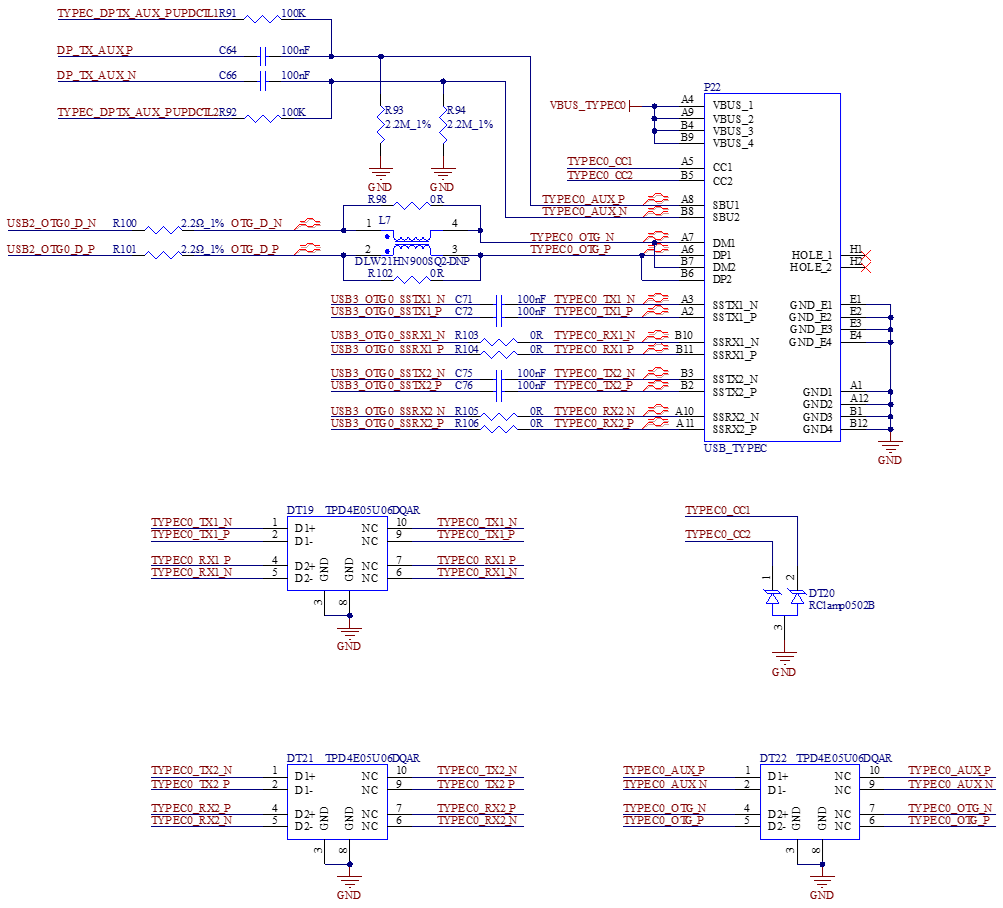 TYPEC_DPTX_AUX_PUPDCTL1 R91 100K
DP_TX_AUX_P C64 100nF
DP_TX_AUX_N C66 100nF
TYPEC_DPTX_AUX_PUPDCTL2 R92 100K
R93 2.2M_1% R94 2.2M_1%
GND GND
R98 0R
USB2_OTG0_D_N R100 2.2Ω_1% OTG_D_N 1 L7 4
USB2_OTG0_D_P R101 2.2Ω_1% OTG_D_P 2 3
DLW21HN900SQ2-DNP
R102 0R
P22
VBUS_TYPEC0 A4 VBUS_1
A9 VBUS_2
B4 VBUS_3
B9 VBUS_4
TYPEC0_CC1 A5 CC1
TYPEC0_CC2 B5 CC2
TYPEC0_AUX_P A8 SBU1
TYPEC0_AUX_N B8 SBU2
TYPEC0_OTG_N A7 DM1
TYPEC0_OTG_P A6 DP1 HOLE_1 H1
B7 DM2 HOLE_2 H2
B6 DP2
USB3_OTG0_SSTX1_N C71 100nF TYPEC0_TX1_N A3 SSTX1_N GND_E1 E1
USB3_OTG0_SSTX1_P C72 100nF TYPEC0_TX1_P A2 SSTX1_P GND_E2 E2
GND_E3 E3
USB3_OTG0_SSRX1_N R103 0R TYPEC0_RX1_N B10 SSRX1_N GND_E4 E4
USB3_OTG0_SSRX1_P R104 0R TYPEC0_RX1_P B11 SSRX1_P
USB3_OTG0_SSTX2_N C75 100nF TYPEC0_TX2_N B3 SSTX2_N
USB3_OTG0_SSTX2_P C76 100nF TYPEC0_TX2_P B2 SSTX2_P GND1 A1
GND2 A12
USB3_OTG0_SSRX2_N R105 0R TYPEC0_RX2_N A10 SSRX2_N GND3 B1
USB3_OTG0_SSRX2_P R106 0R TYPEC0_RX2_P A11 SSRX2_P GND4 B12
USB_TYPEC
GND
DT19 TPD4E05U06DQAR
TYPEC0_TX1_N 1 D1+ NC 10 TYPEC0_TX1_N
TYPEC0_TX1_P 2 D1- NC 9 TYPEC0_TX1_P
TYPEC0_RX1_P 4 D2+ NC 7 TYPEC0_RX1_P
TYPEC0_RX1_N 5 D2- NC 6 TYPEC0_RX1_N
GND GND
3 8
GND
TYPEC0_CC1
TYPEC0_CC2
1 2
DT20
RClamp0502B
3
GND
DT21 TPD4E05U06DQAR
TYPEC0_TX2_N 1 D1+ NC 10 TYPEC0_TX2_N
TYPEC0_TX2_P 2 D1- NC 9 TYPEC0_TX2_P
TYPEC0_RX2_P 4 D2+ NC 7 TYPEC0_RX2_P
TYPEC0_RX2_N 5 D2- NC 6 TYPEC0_RX2_N
GND GND
3 8
GND
DT22 TPD4E05U06DQAR
TYPEC0_AUX_P 1 D1+ NC 10 TYPEC0_AUX_P
TYPEC0_AUX_N 2 D1- NC 9 TYPEC0_AUX_N
TYPEC0_OTG_N 4 D2+ NC 7 TYPEC0_OTG_N
TYPEC0_OTG_P 5 D2- NC 6 TYPEC0_OTG_P
GND GND
3 8
GND